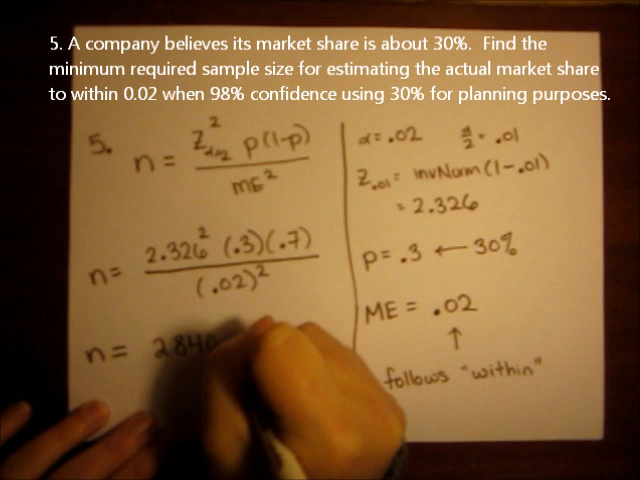 5. A company believes its market share is about 30%.  Find the
minimum required sample size for estimating the actual market share
to within 0.02 when 98% confidence using 30% for planning purposes.
5.
n = Z²α/2 p(1-p) / ME²
n = 2.326² (.3)(.7) / (.02)²
n = 2840
α = .02   α/2 = .01
Z.01 = invNorm(1-.01)
= 2.326
p = .3 ← 30%
ME = .02
↑
follows "within"